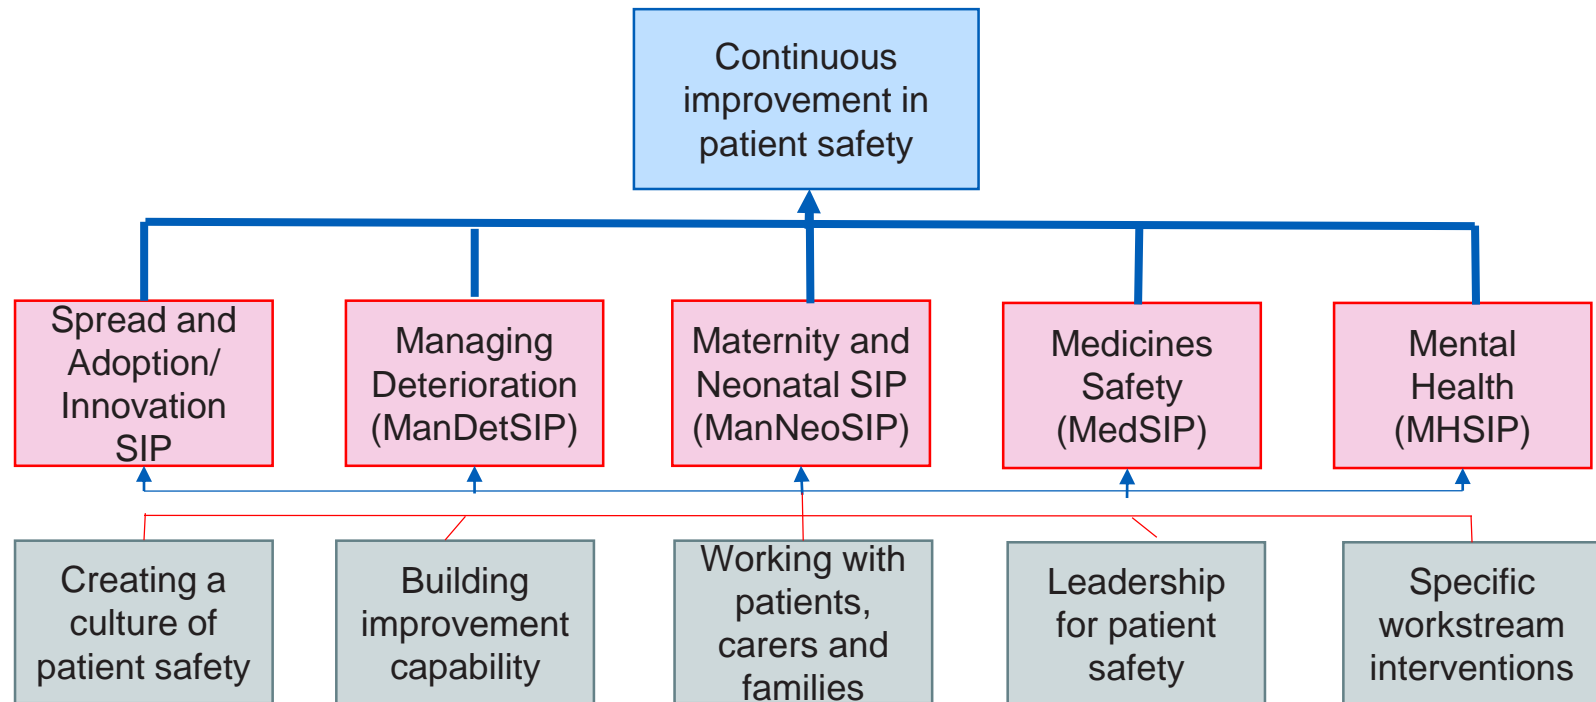 Continuous
improvement in
patient safety
Spread and
Adoption/
Innovation
SIP
Managing
Deterioration
(ManDetSIP)
Maternity and
Neonatal SIP
(ManNeoSIP)
Medicines
Safety
(MedSIP)
Mental
Health
(MHSIP)
Creating a
culture of
patient safety
Building
improvement
capability
Working with
patients,
carers and
families
Leadership
for patient
safety
Specific
workstream
interventions